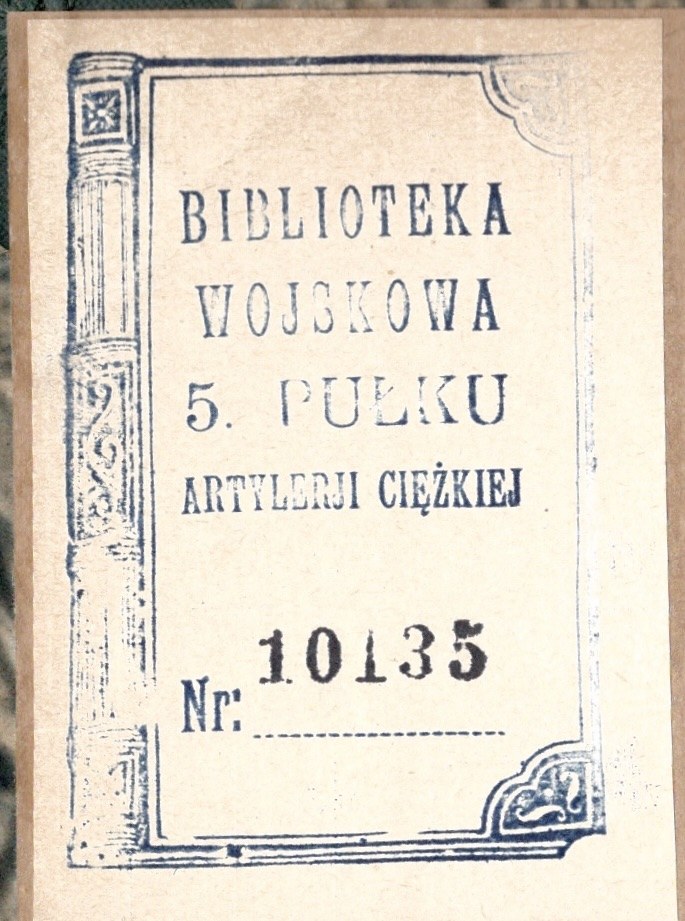 BIBLIOTEKA
WOJSKOWA
5. PUŁKU
ARTYLERJI CIĘŻKIEJ
10135
Nr: